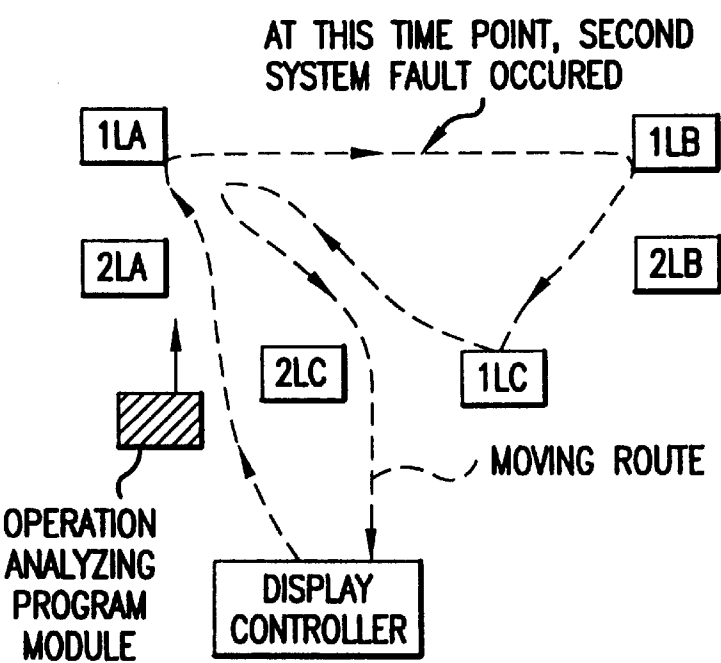 AT THIS TIME POINT, SECOND
SYSTEM FAULT OCCURED
1LA
1LB
2LA
2LB
2LC
1LC
MOVING ROUTE
OPERATION
ANALYZING
PROGRAM
MODULE
DISPLAY
CONTROLLER